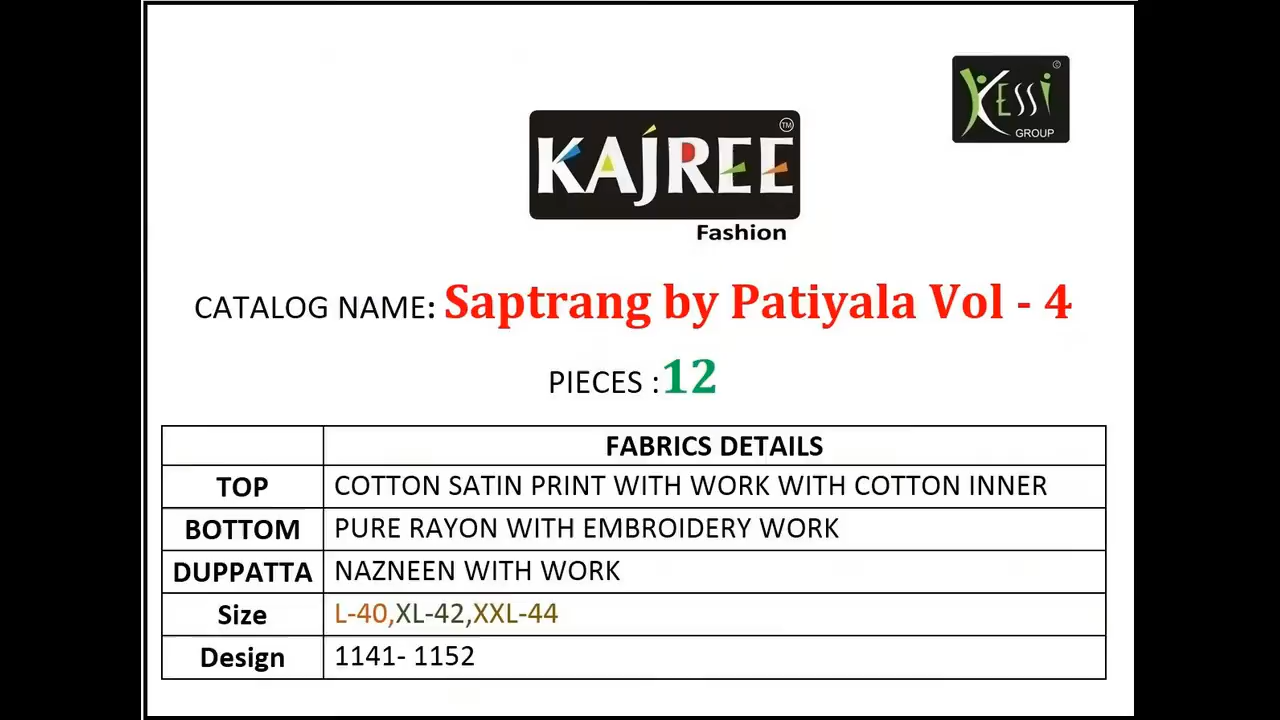 KESSI
©
GROUP
KAJREE
TM
Fashion
CATALOG NAME: Saptrang by Patiyala Vol - 4
PIECES :12
FABRICS DETAILS
TOP COTTON SATIN PRINT WITH WORK WITH COTTON INNER
BOTTOM PURE RAYON WITH EMBROIDERY WORK
DUPPATTA NAZNEEN WITH WORK
Size L-40,XL-42,XXL-44
Design 1141- 1152